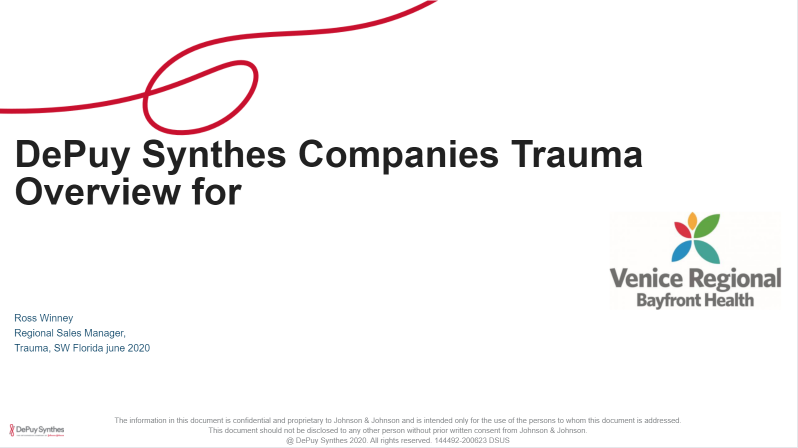 DePuy Synthes Companies Trauma
Overview for
Venice Regional
Bayfront Health
Ross Winney
Regional Sales Manager,
Trauma, SW Florida june 2020
The information in this document is confidential and proprietary to Johnson & Johnson and is intended only for the use of the persons to whom this document is addressed.
This document should not be disclosed to any other person without prior written consent from Johnson & Johnson.
@ DePuy Synthes 2020. All rights reserved. 144492-200623 DSUS
DePuy Synthes